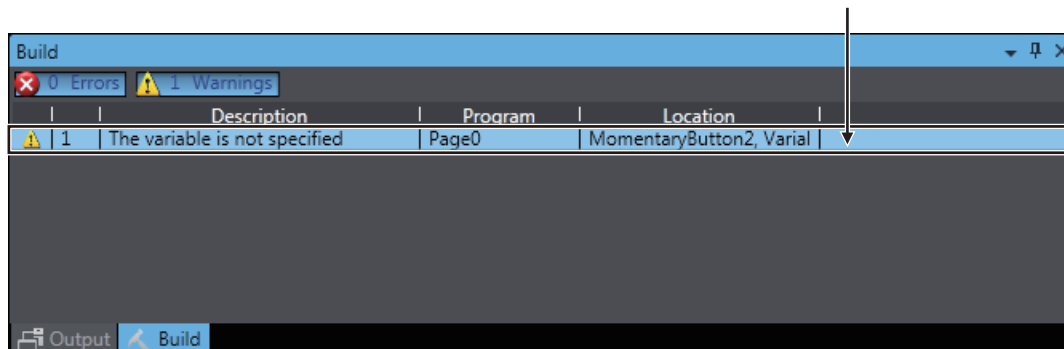 Build
0 Errors 1 Warnings
Description Program Location
1 The variable is not specified Page0 MomentaryButton2, Varial
Output Build